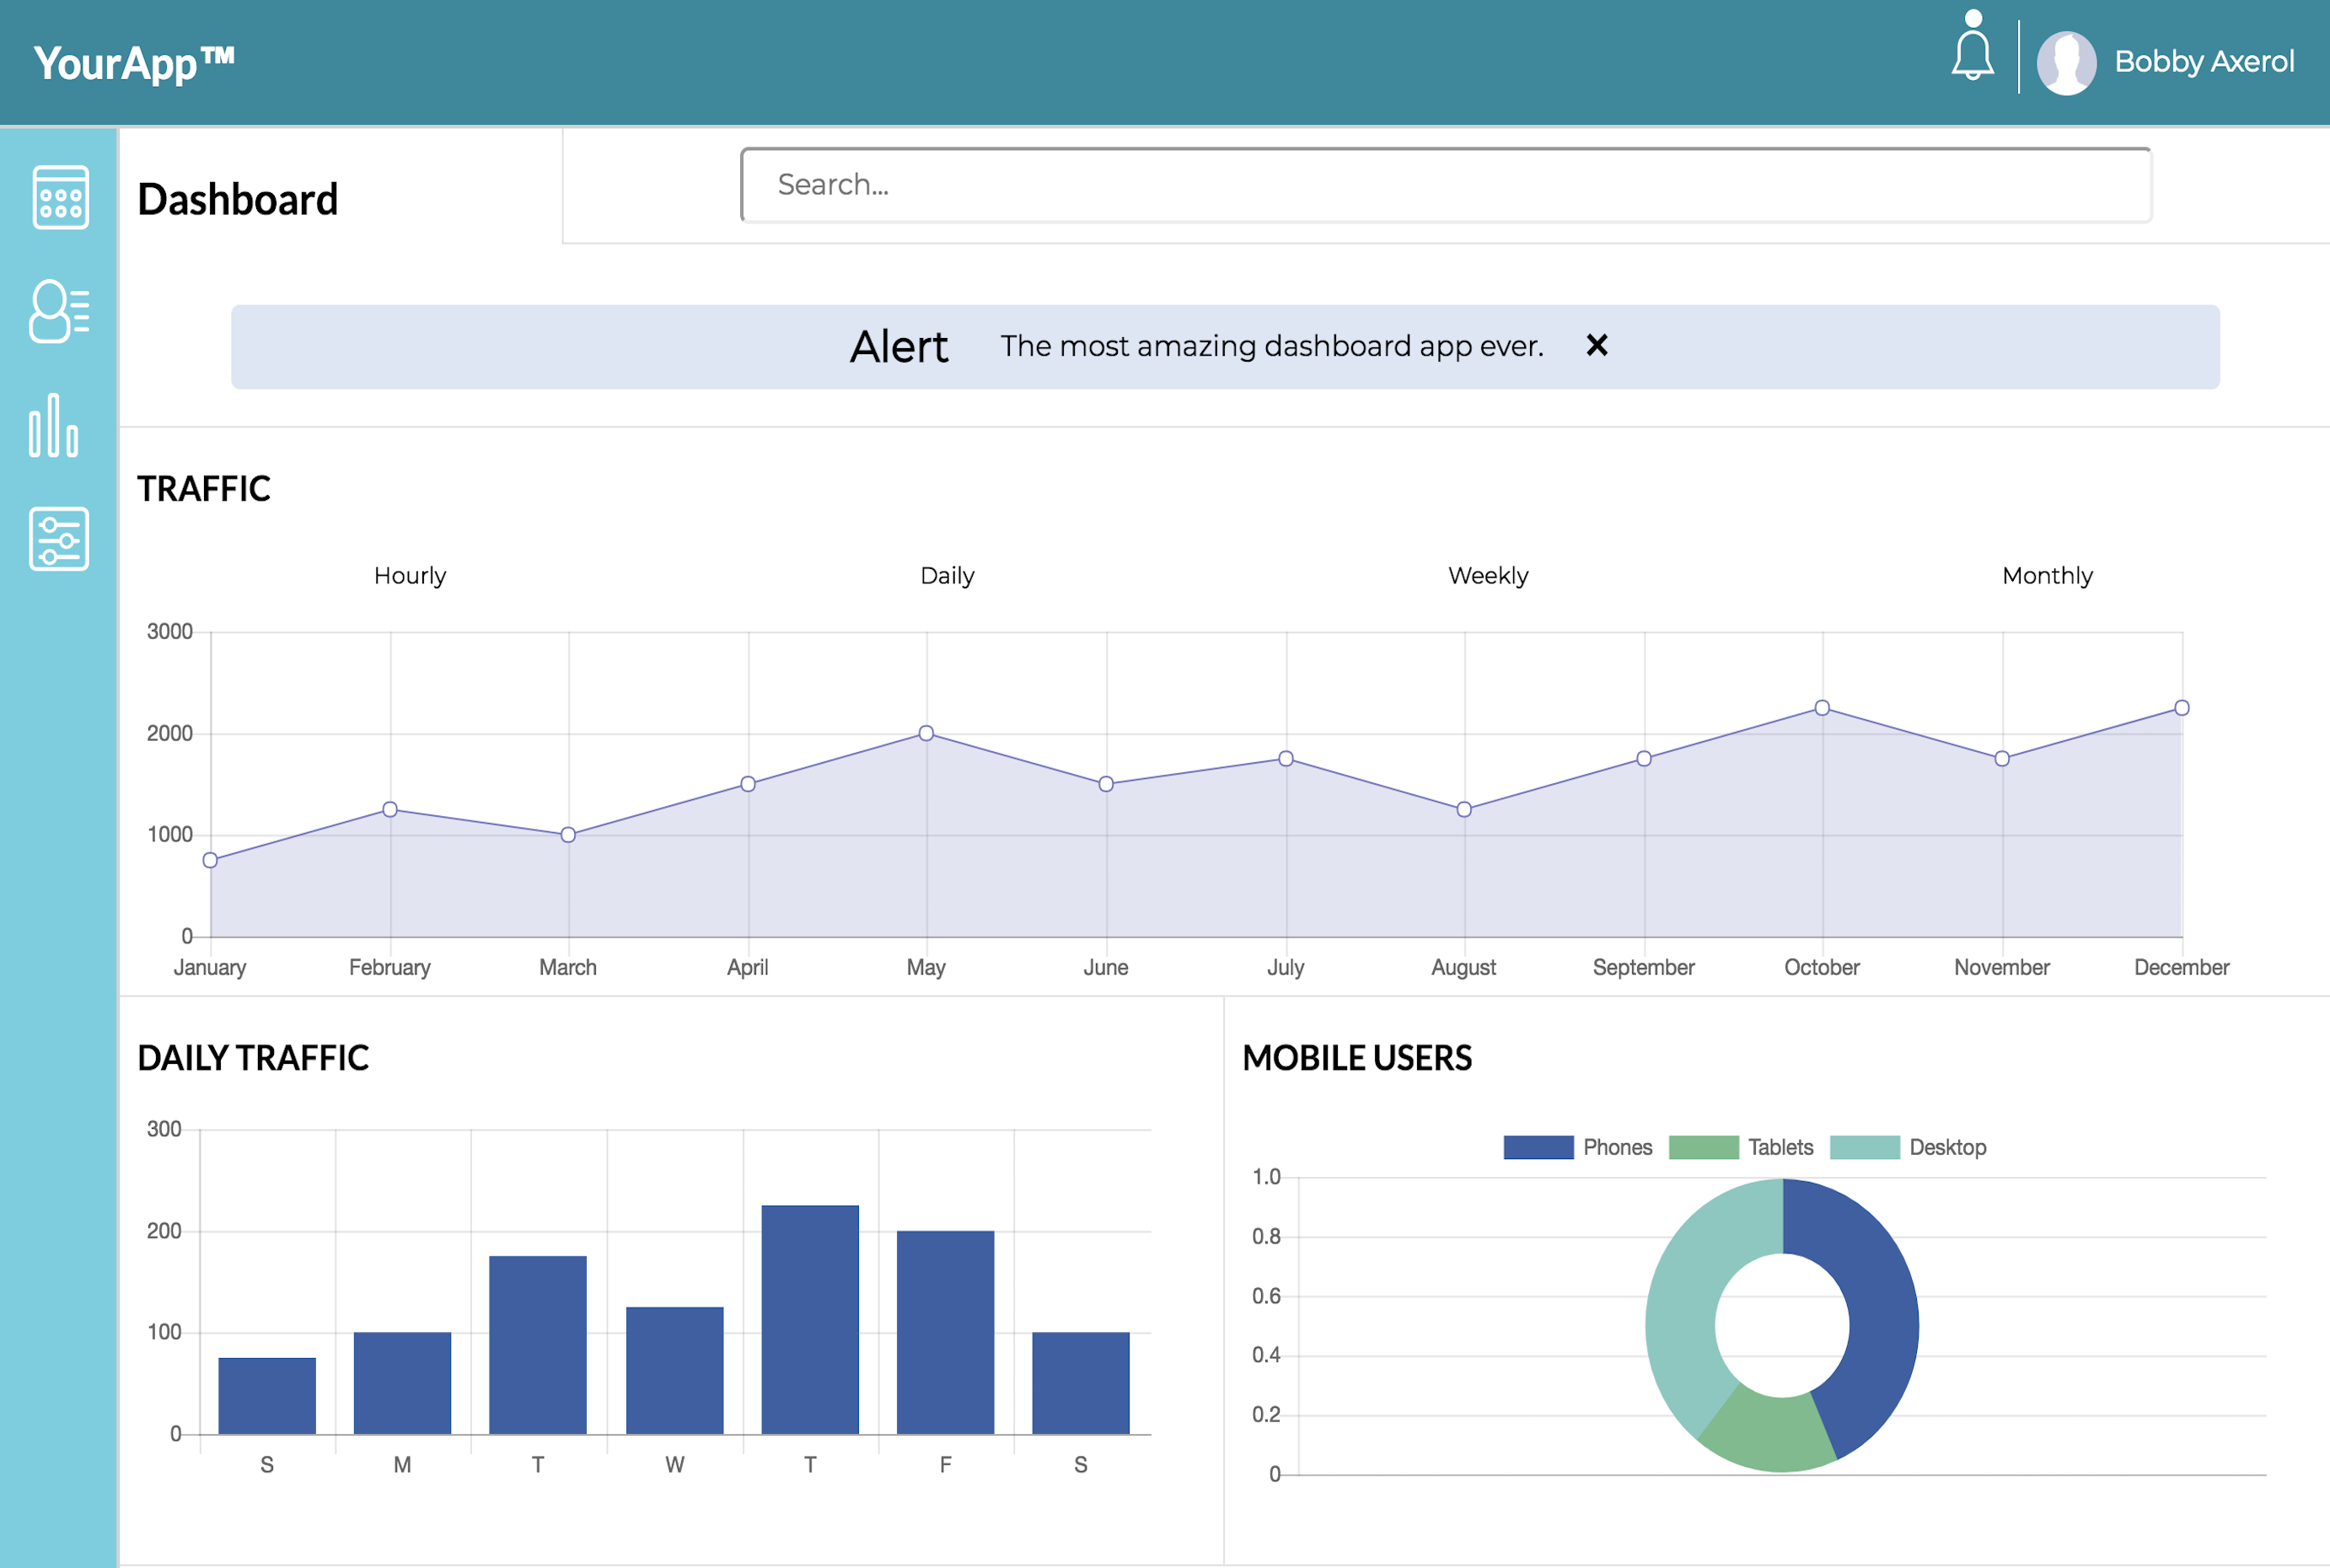 YourApp™
Bobby Axerol
Dashboard
Search...
Alert The most amazing dashboard app ever. ×
TRAFFIC
Hourly Daily Weekly Monthly
3000
2000
1000
0
January February March April May June July August September October November December
DAILY TRAFFIC
300
200
100
0
S M T W T F S
MOBILE USERS
Phones Tablets Desktop
1.0
0.8
0.6
0.4
0.2
0